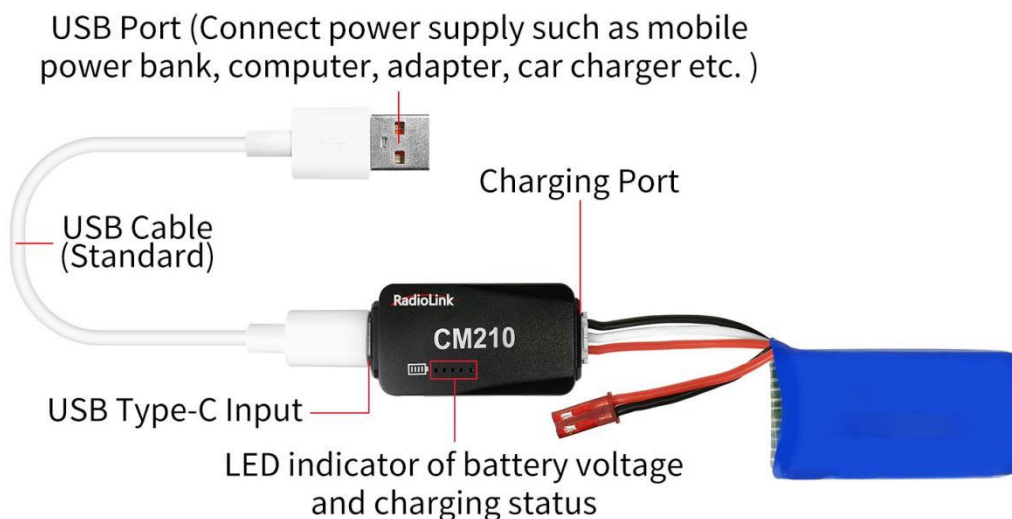 USB Port (Connect power supply such as mobile
power bank, computer, adapter, car charger etc. )
Charging Port
USB Cable
(Standard)
RadioLink
CM210
USB Type-C Input
LED indicator of battery voltage
and charging status